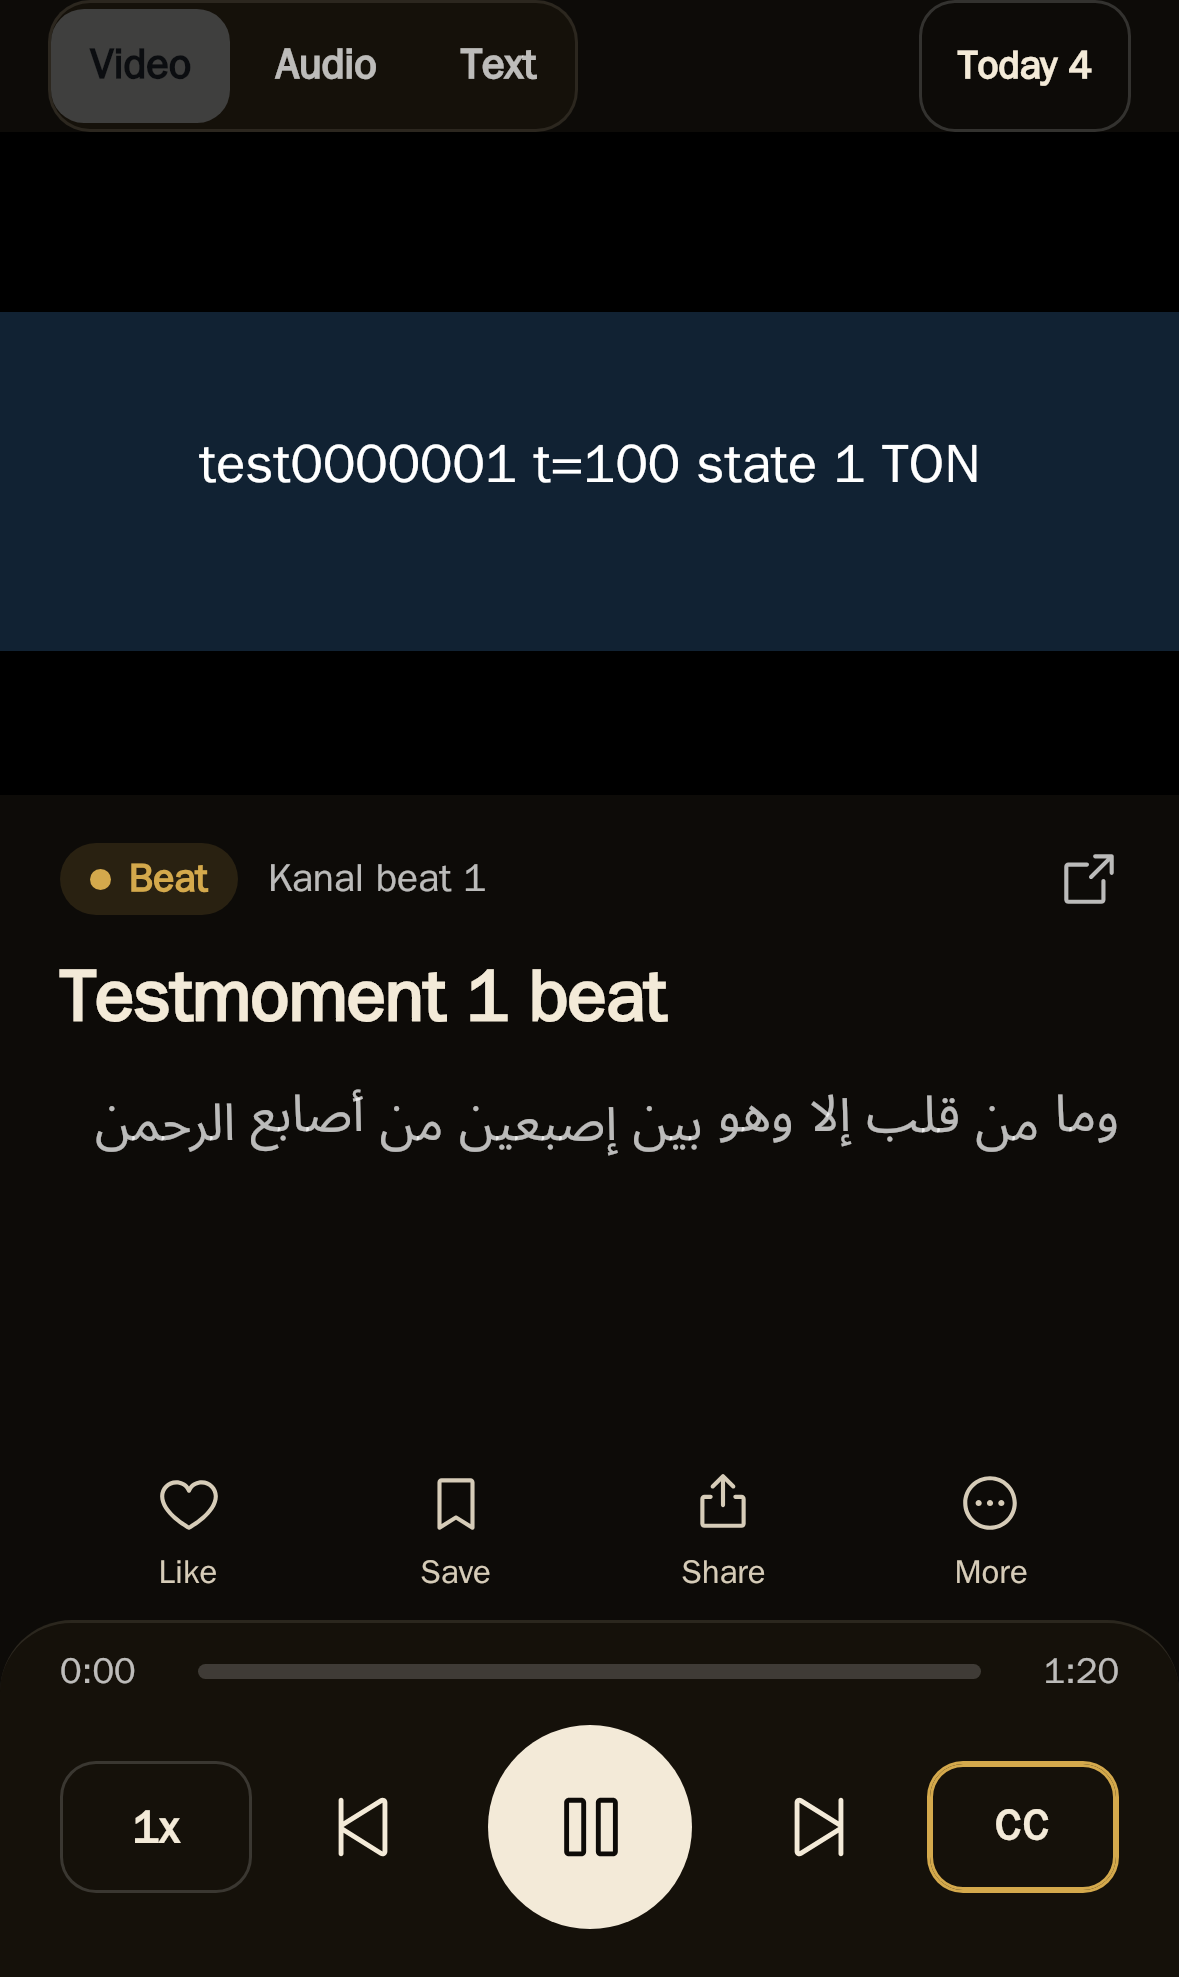 Video Audio Text Today 4
test0000001 t=100 state 1 TON
Beat Kanal beat 1
Testmoment 1 beat
وما من قلب إلا وهو بين إصبعين من أصابع الرحمن
Like Save Share More
0:00 1:20
1x CC